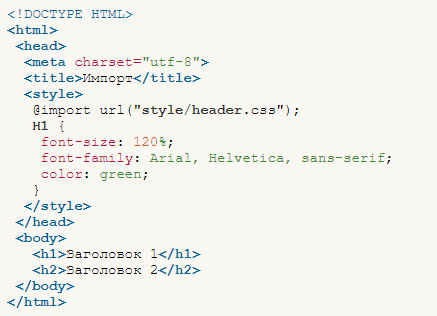 <!DOCTYPE HTML>
<html>
<head>
<meta charset="utf-8">
<title>Импорт</title>
<style>
@import url("style/header.css");
H1 {
font-size: 120%;
font-family: Arial, Helvetica, sans-serif;
color: green;
}
</style>
</head>
<body>
<h1>Заголовок 1</h1>
<h2>Заголовок 2</h2>
</body>
</html>